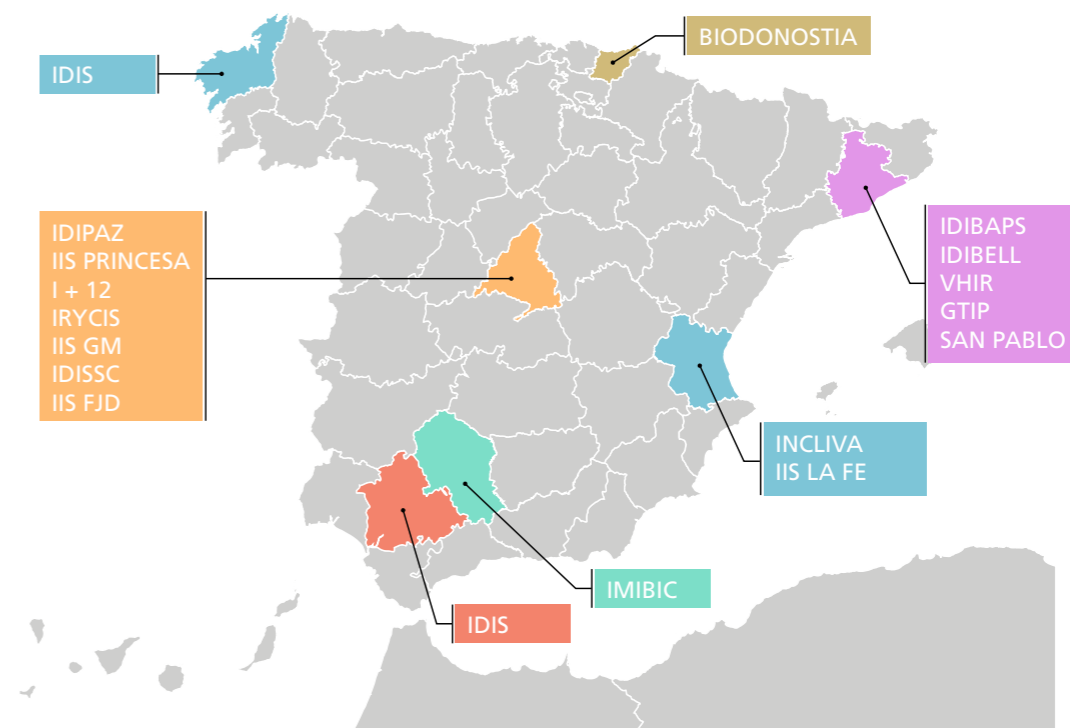 BIODONOSTIA
IDIS
IDIPAZ
IIS PRINCESA
I + 12
IRYCIS
IIS GM
IDISSC
IIS FJD
IDIBAPS
IDIBELL
VHIR
GTIP
SAN PABLO
INCLIVA
IIS LA FE
IMIBIC
IDIS